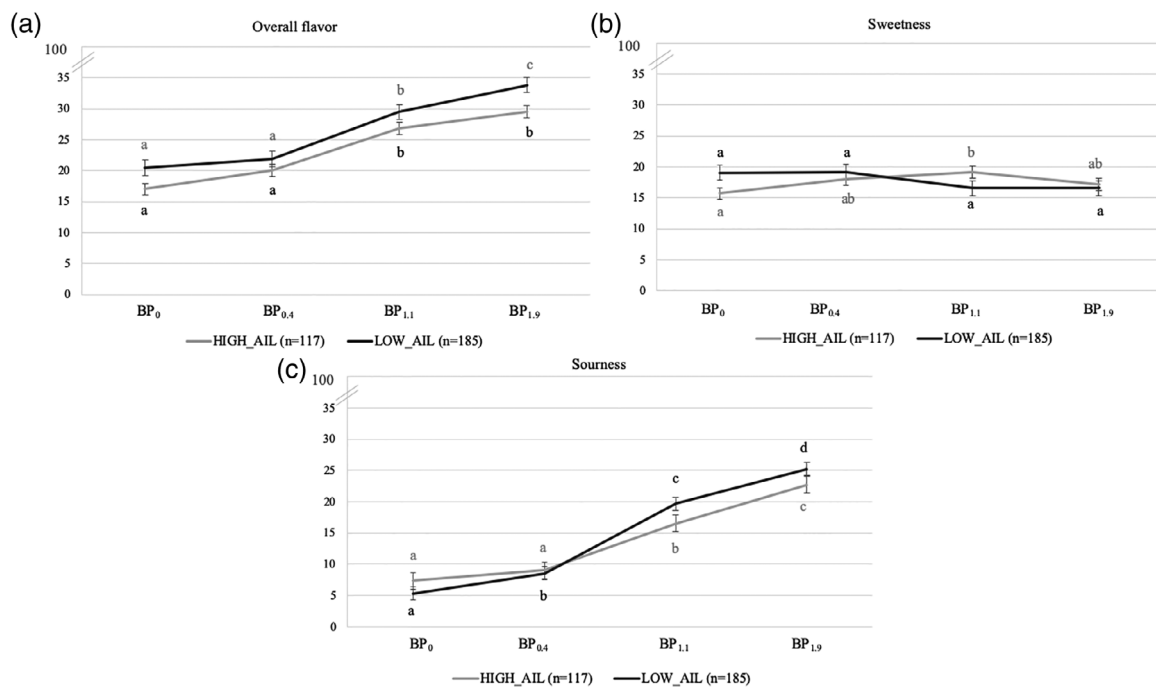 (a)
Overall flavor
100
35
30
25
20
15
10
5
0
a a b c
a a b b
BP0 BP0.4 BP1.1 BP1.9
HIGH_AIL (n=117) LOW_AIL (n=185)
(b)
Sweetness
100
35
30
25
20
15
10
5
0
a a b ab
a ab a a
BP0 BP0.4 BP1.1 BP1.9
HIGH_AIL (n=117) LOW_AIL (n=185)
(c)
Sourness
100
35
30
25
20
15
10
5
0
a a c d
a b b c
BP0 BP0.4 BP1.1 BP1.9
HIGH_AIL (n=117) LOW_AIL (n=185)